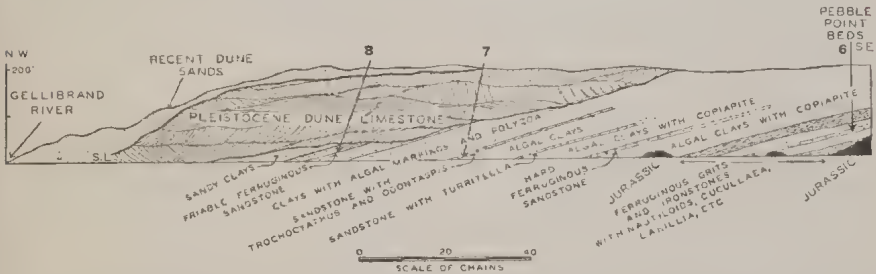 PEBBLE
POINT
BEDS
6
SE
NW
200'
GELLIBRAND
RIVER
RECENT DUNE
SANDS
8
7
PLEISTOCENE DUNE LIMESTONE
S.L.
SANDY CLAYS
FRIABLE FERRUGINOUS
SANDSTONE
CLAYS WITH ALGAL MARKINGS AND POLYZOA
SANDSTONE WITH
TROCHOCYATHUS AND ODONTASPIS
ALGAL CLAYS
SANDSTONE WITH TURRITELLA
HARD
FERRUGINOUS
SANDSTONE
ALGAL CLAYS WITH COPIAPITE
JURASSIC
ALGAL CLAYS WITH COPIAPITE
FERRUGINOUS GRITS
AND IRONSTONES
WITH NAUTILOIDS, CUCULLAEA,
LAHILLIA, ETC
JURASSIC
0 20 40
SCALE OF CHAINS